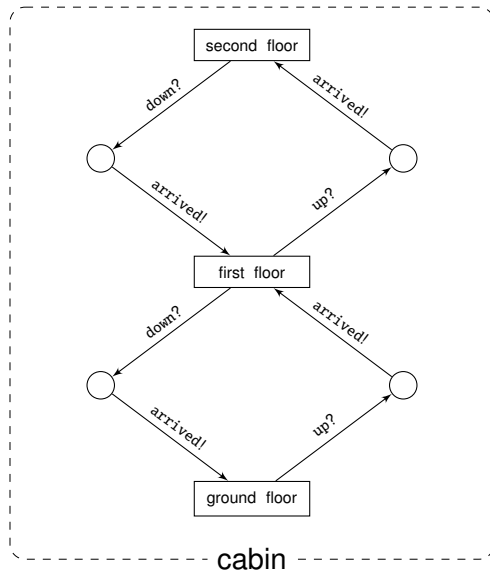 second floor
down?
arrived!
arrived!
up?
first floor
down?
arrived!
arrived!
up?
ground floor
cabin